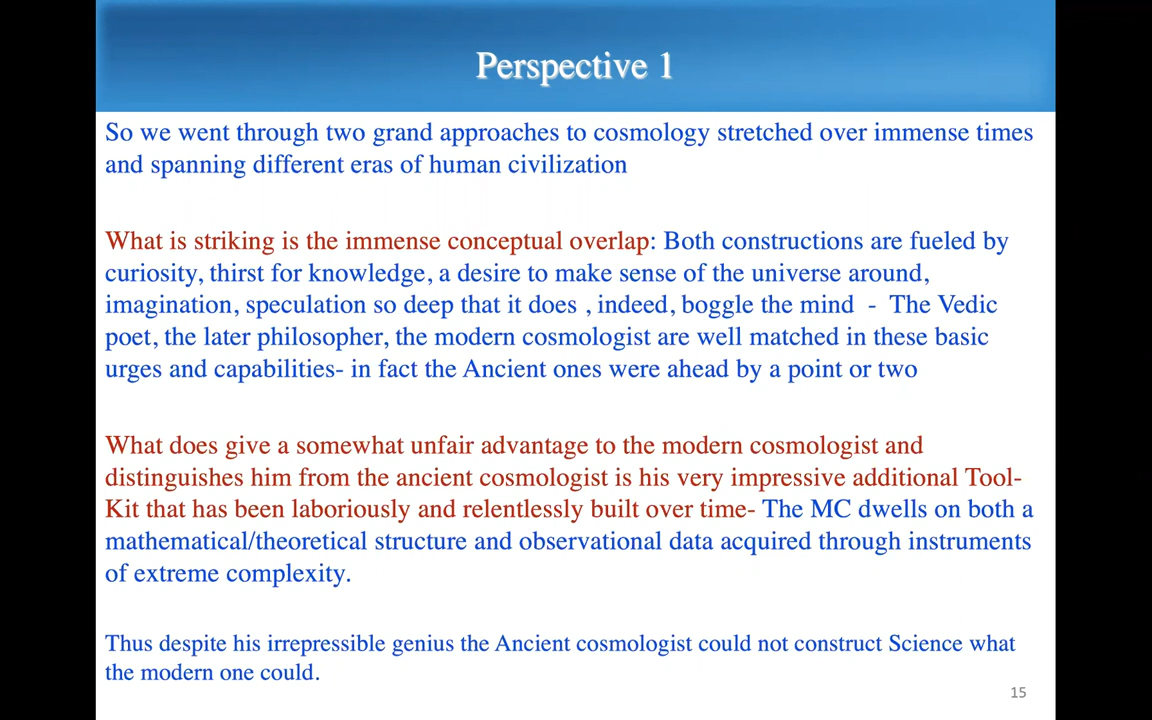 Perspective 1
So we went through two grand approaches to cosmology stretched over immense times
and spanning different eras of human civilization
What is striking is the immense conceptual overlap: Both constructions are fueled by
curiosity, thirst for knowledge, a desire to make sense of the universe around,
imagination, speculation so deep that it does , indeed, boggle the mind - The Vedic
poet, the later philosopher, the modern cosmologist are well matched in these basic
urges and capabilities- in fact the Ancient ones were ahead by a point or two
What does give a somewhat unfair advantage to the modern cosmologist and
distinguishes him from the ancient cosmologist is his very impressive additional Tool-
Kit that has been laboriously and relentlessly built over time- The MC dwells on both a
mathematical/theoretical structure and observational data acquired through instruments
of extreme complexity.
Thus despite his irrepressible genius the Ancient cosmologist could not construct Science what
the modern one could.
15